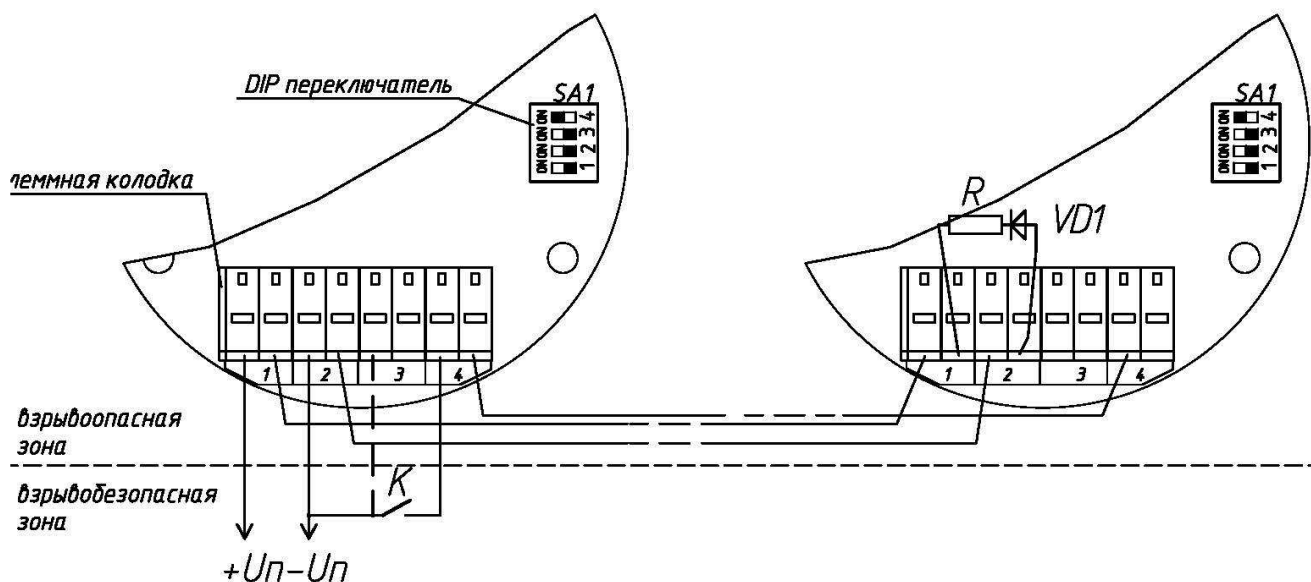 DIP переключатель
SA1
ON 4
ON 3
ON 2
ON 1
леммная колодка
1 2 3 4
SA1
ON 4
ON 3
ON 2
ON 1
R
VD1
1 2 3 4
взрывоопасная
зона
взрывобезопасная
зона
K
+Uп-Uп